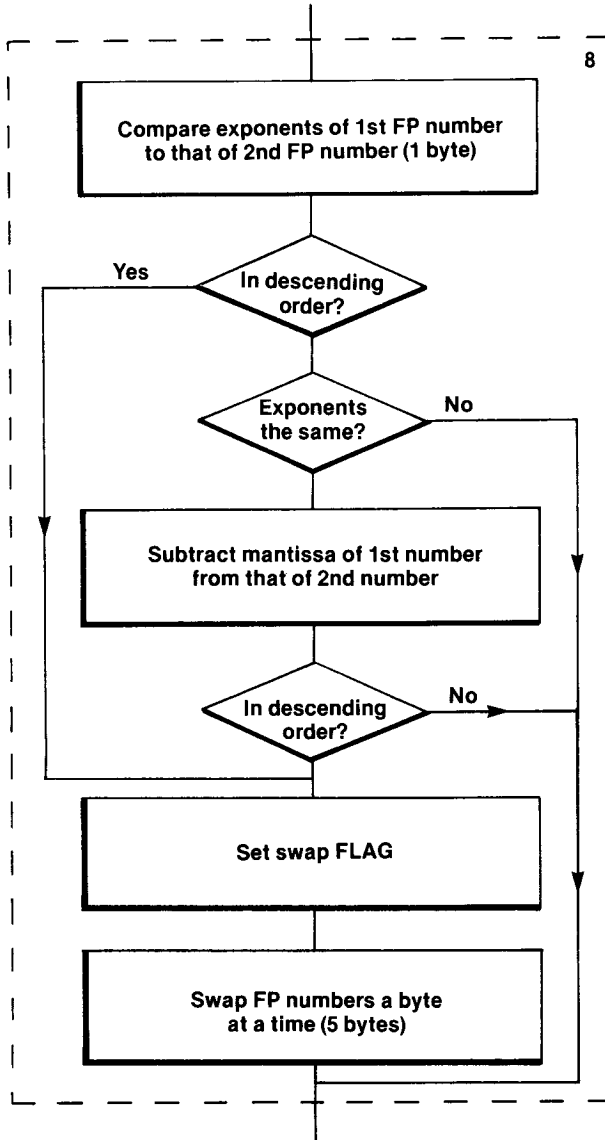 8
Compare exponents of 1st FP number
to that of 2nd FP number (1 byte)
Yes
In descending
order?
Exponents
the same?
No
Subtract mantissa of 1st number
from that of 2nd number
In descending
order?
No
Set swap FLAG
Swap FP numbers a byte
at a time (5 bytes)